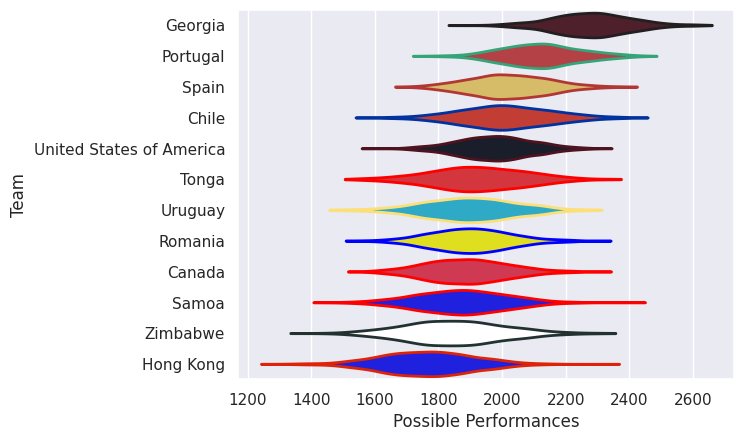 Georgia
Portugal
Spain
Chile
United States of America
Tonga
Uruguay
Romania
Canada
Samoa
Zimbabwe
Hong Kong
Team
1200 1400 1600 1800 2000 2200 2400 2600
Possible Performances